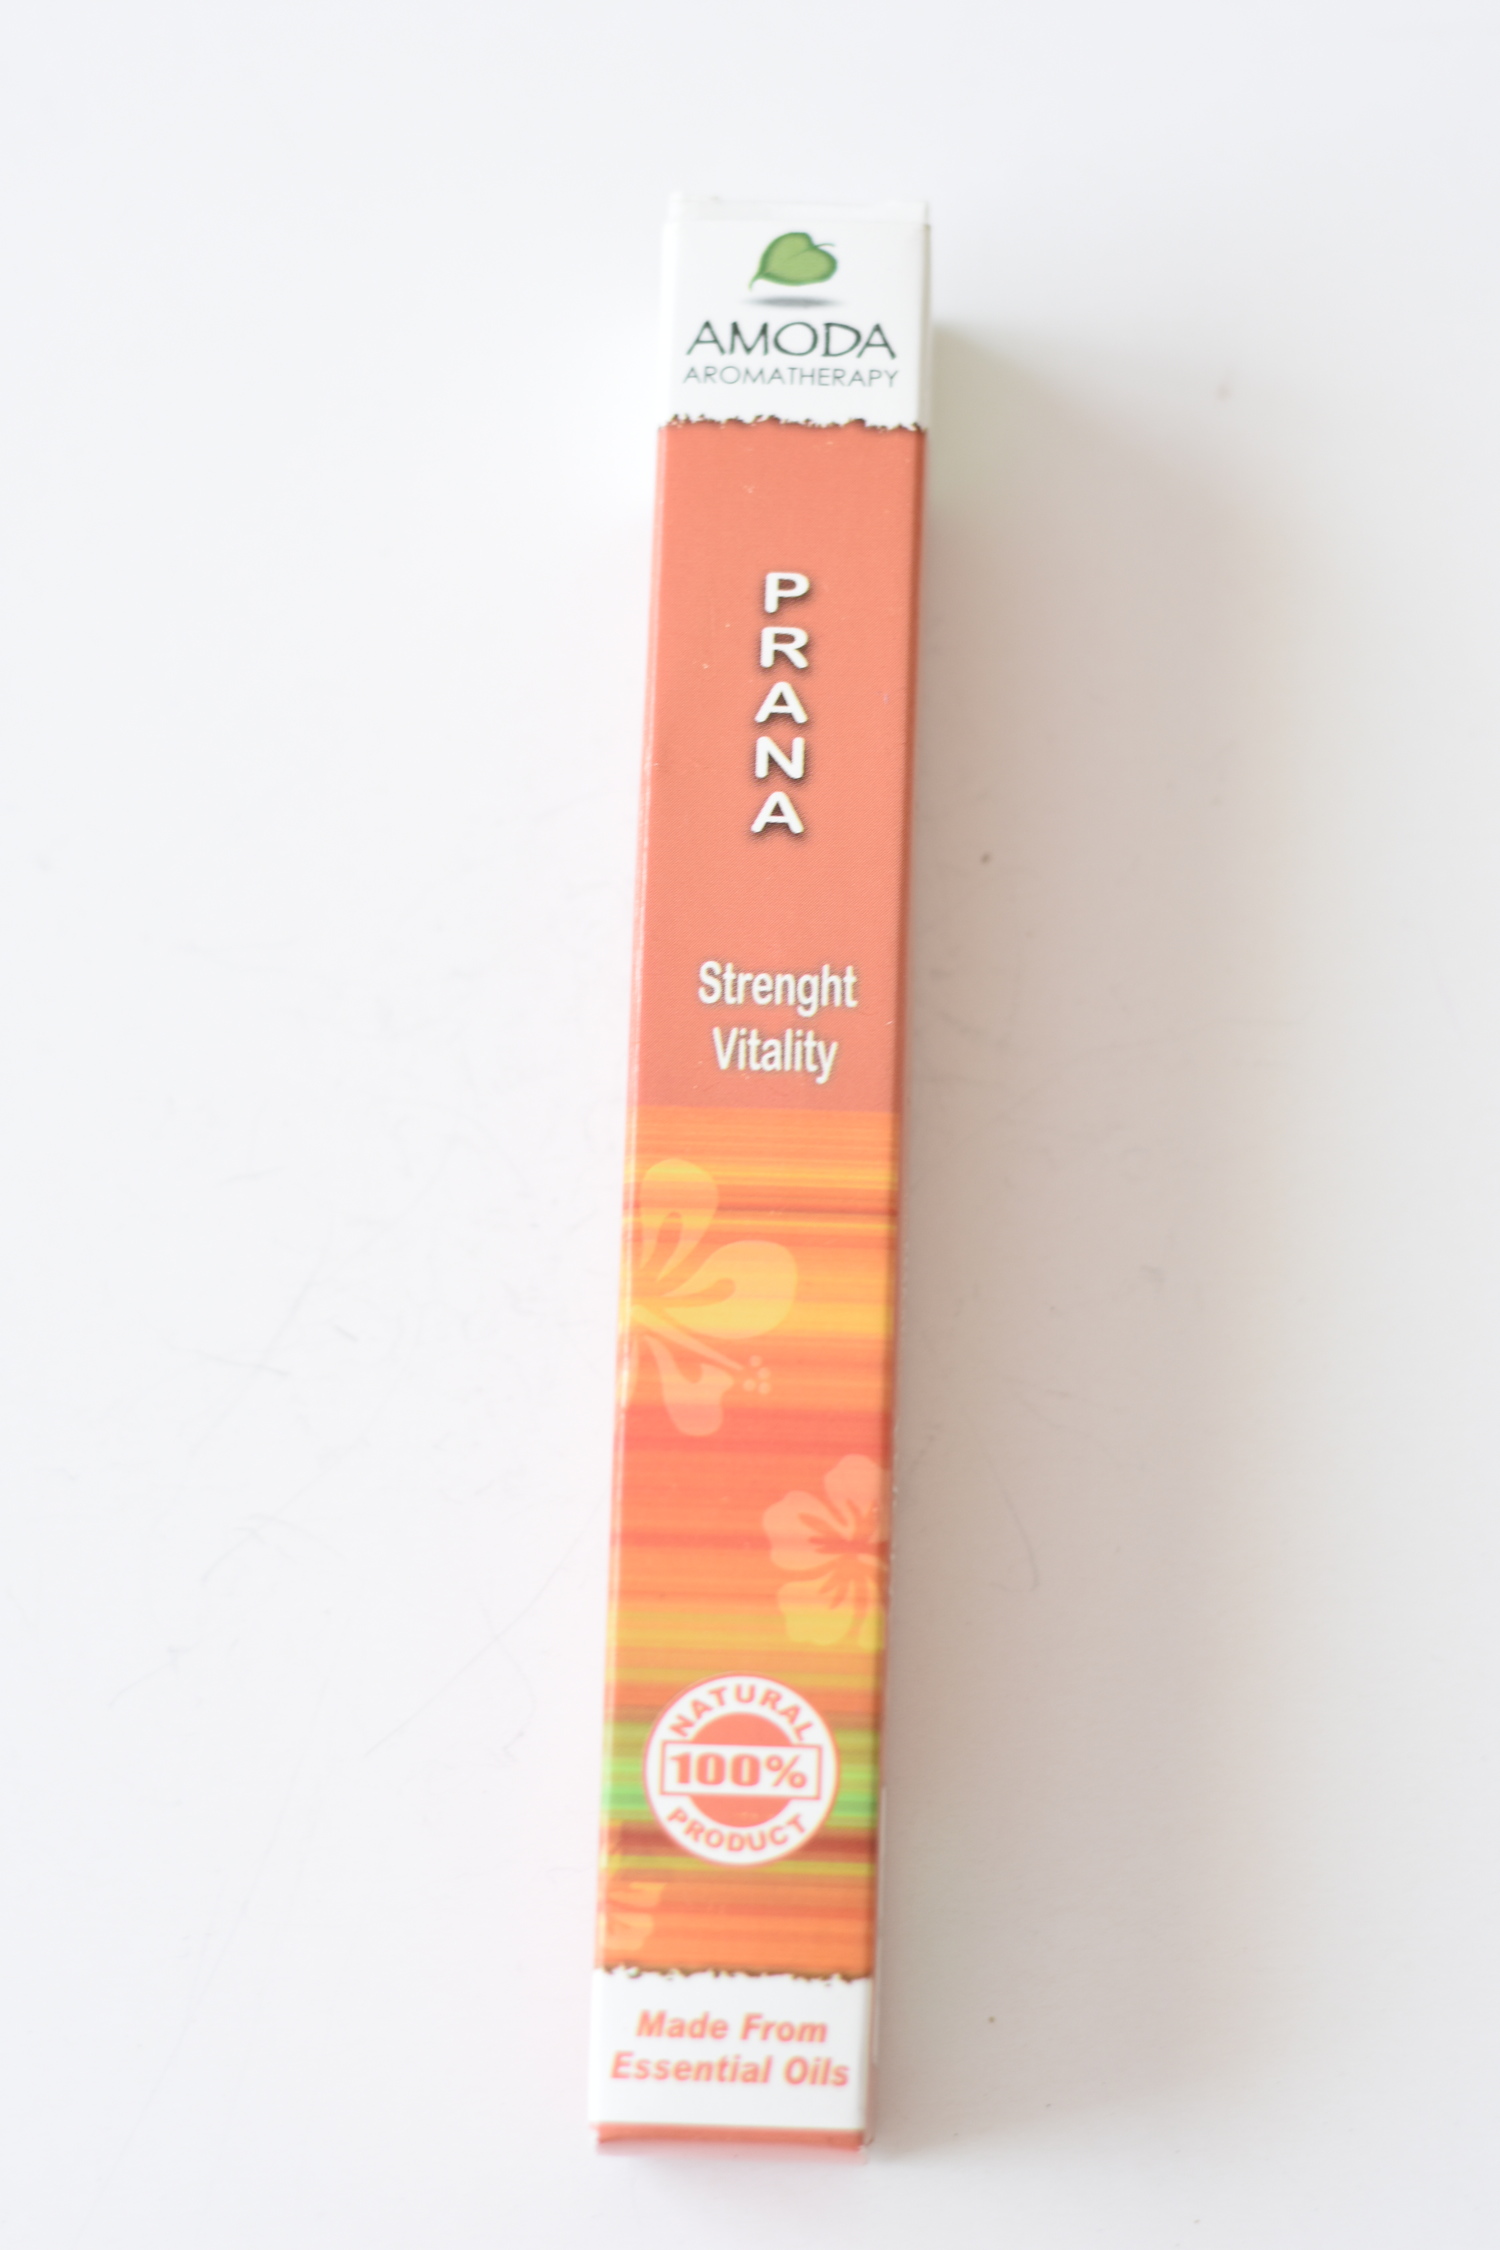 AMODA
AROMATHERAPY
PRANA
Strenght
Vitality
NATURAL
100%
PRODUCT
Made From
Essential Oils